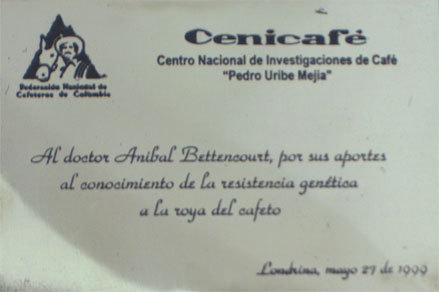 Cenicafé
Centro Nacional de Investigaciones de Café
"Pedro Uribe Mejia"
Federación Nacional de
Cafeteros de Colombia
Al doctor Anibal Bettencourt, por sus aportes
al conocimiento de la resistencia genética
a la roya del cafeto
Londrina, mayo 27 de 1999